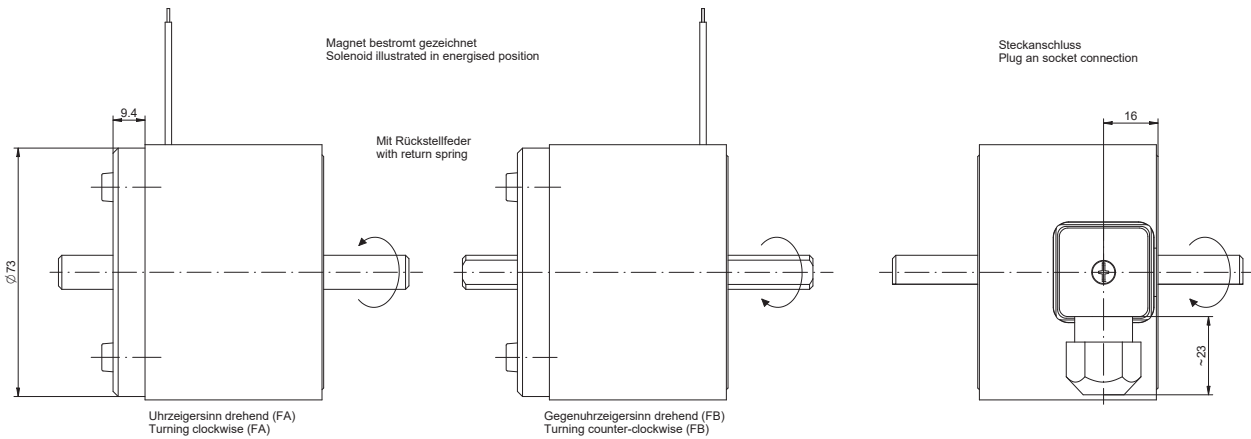 Magnet bestromt gezeichnet
Solenoid illustrated in energised position
Steckanschluss
Plug an socket connection
9.4
16
Mit Rückstellfeder
with return spring
∅73
~23
Uhrzeigersinn drehend (FA)
Turning clockwise (FA)
Gegenuhrzeigersinn drehend (FB)
Turning counter-clockwise (FB)